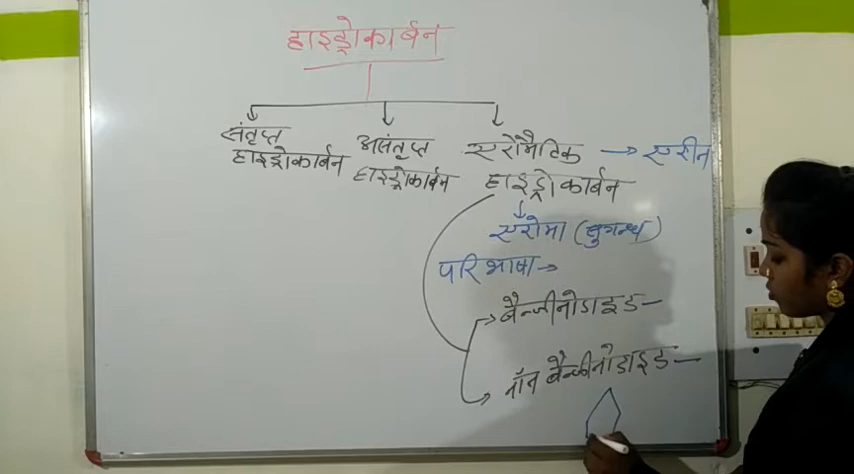 हाइड्रोकार्बन
संतृप्त
हाइड्रोकार्बन
असंतृप्त
हाइड्रोकार्बन
एरोमैटिक → एरीन
हाइड्रोकार्बन
एरोमा (सुगन्ध)
परिभाषा →
बैन्जीनोडाइड –
नॉन बैन्जीनोडाइड –